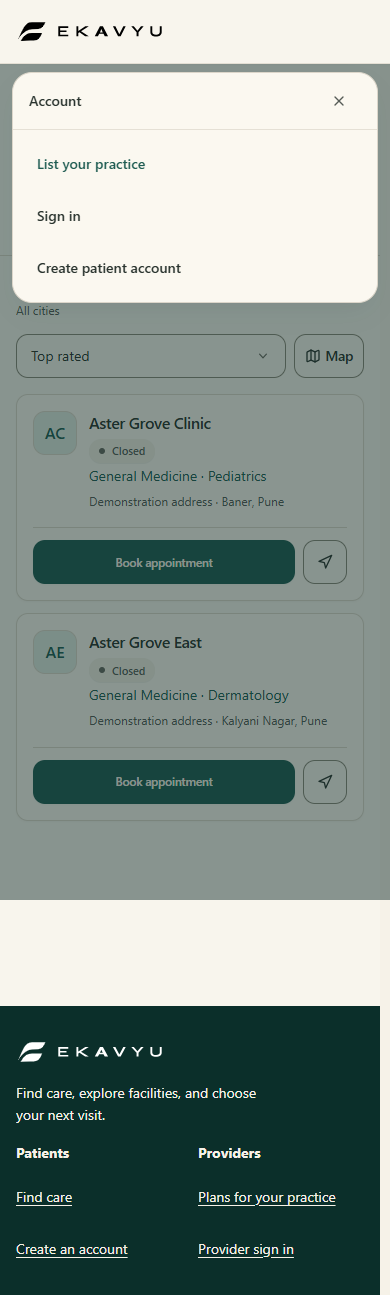 EKAVYU
Account
List your practice
Sign in
Create patient account
All cities
Top rated
Map
AC
Aster Grove Clinic
Closed
General Medicine · Pediatrics
Demonstration address · Baner, Pune
Book appointment
AE
Aster Grove East
Closed
General Medicine · Dermatology
Demonstration address · Kalyani Nagar, Pune
Book appointment
EKAVYU
Find care, explore facilities, and choose
your next visit.
Patients
Providers
Find care
Plans for your practice
Create an account
Provider sign in